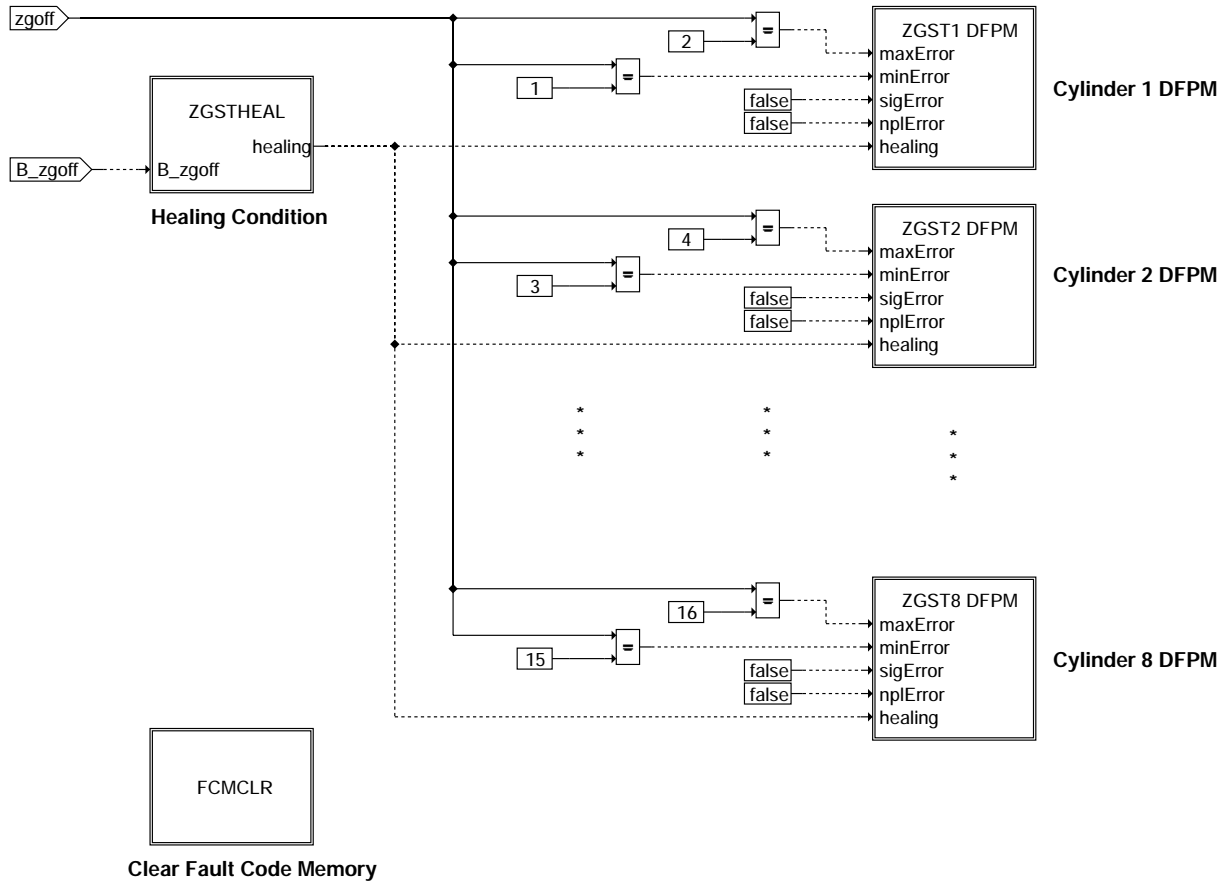 zgoff
2
=
ZGST1 DFPM
maxError
1
=
minError
false
sigError
false
nplError
healing
Cylinder 1 DFPM
ZGSTHEAL
healing
B_zgoff
B_zgoff
Healing Condition
4
=
ZGST2 DFPM
maxError
3
=
minError
false
sigError
false
nplError
healing
Cylinder 2 DFPM
* * *
* * *
* * *
16
=
ZGST8 DFPM
maxError
15
=
minError
false
sigError
false
nplError
healing
Cylinder 8 DFPM
FCMCLR
Clear Fault Code Memory